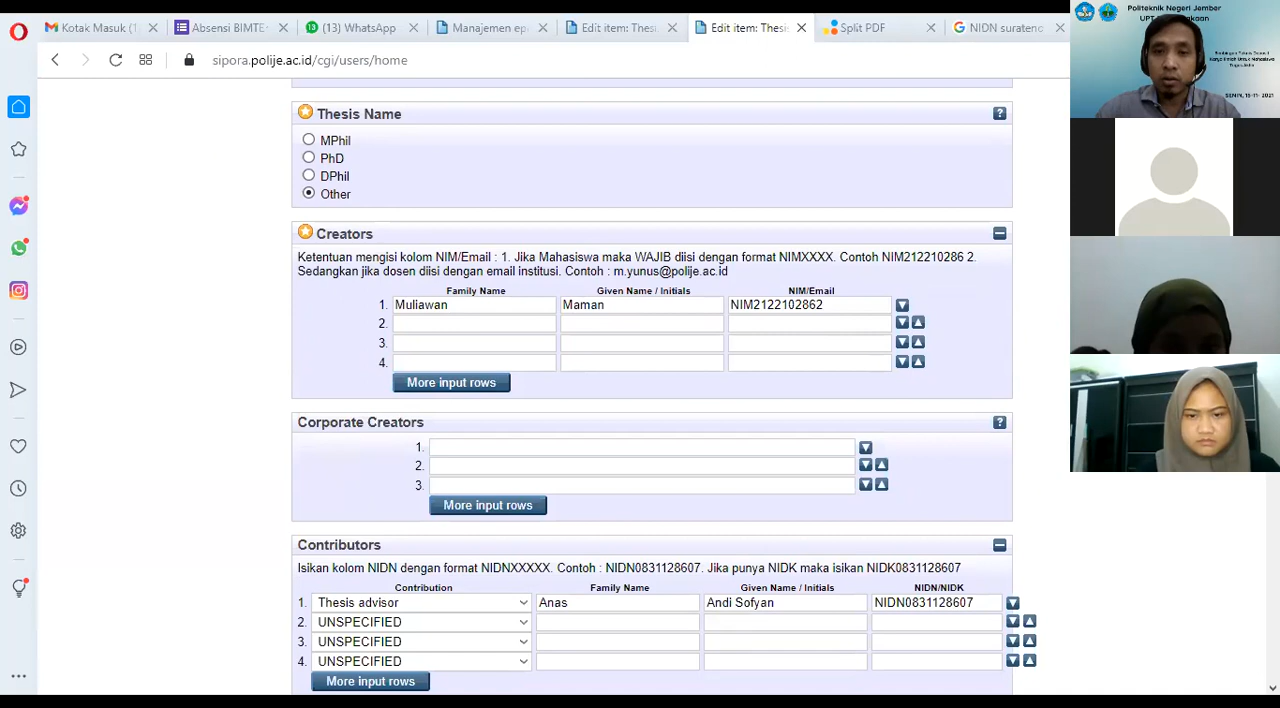 Kotak Masuk (1
Absensi BIMTE
(13) WhatsApp
Manajemen ep
Edit item: Thes
Edit item: Thesi
Split PDF
NIDN suraten
sipora.polije.ac.id/cgi/users/home
Politeknik Negeri Jember
SENIN, 15-11-2021
Thesis Name
MPhil
PhD
DPhil
Other
Creators
Ketentuan mengisi kolom NIM/Email : 1. Jika Mahasiswa maka WAJIB diisi dengan format NIMXXXX. Contoh NIM212210286 2.
Sedangkan jika dosen diisi dengan email institusi. Contoh : m.yunus@polije.ac.id
Family Name Given Name / Initials NIM/Email
1. Muliawan Maman NIM2122102862
2.
3.
4.
More input rows
Corporate Creators
1.
2.
3.
More input rows
Contributors
Isikan kolom NIDN dengan format NIDNXXXXX. Contoh : NIDN0831128607. Jika punya NIDK maka isikan NIDK0831128607
Contribution Family Name Given Name / Initials NIDN/NIDK
1. Thesis advisor Anas Andi Sofyan NIDN0831128607
2. UNSPECIFIED
3. UNSPECIFIED
4. UNSPECIFIED
More input rows